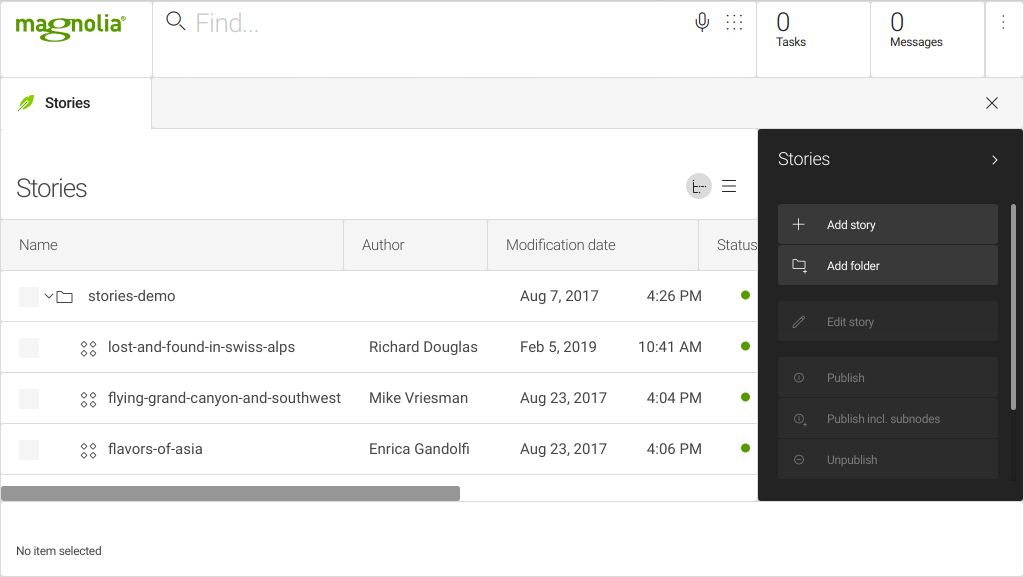 magnolia®
Find...
0
Tasks
0
Messages
Stories
Stories
Name Author Modification date Status
stories-demo Aug 7, 2017 4:26 PM
lost-and-found-in-swiss-alps Richard Douglas Feb 5, 2019 10:41 AM
flying-grand-canyon-and-southwest Mike Vriesman Aug 23, 2017 4:04 PM
flavors-of-asia Enrica Gandolfi Aug 23, 2017 4:06 PM
No item selected
Stories
Add story
Add folder
Edit story
Publish
Publish incl. subnodes
Unpublish